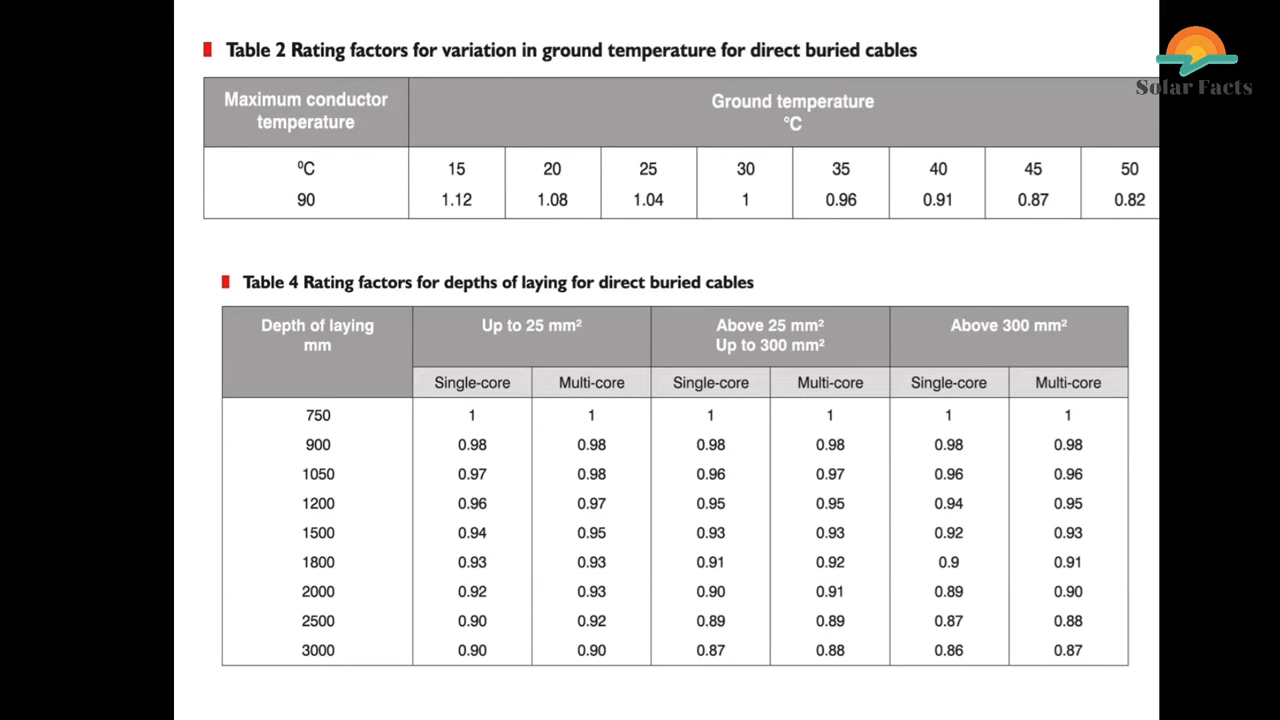 Solar Facts
Table 2 Rating factors for variation in ground temperature for direct buried cables
Maximum conductor temperature Ground temperature °C
⁰C 15 20 25 30 35 40 45 50
90 1.12 1.08 1.04 1 0.96 0.91 0.87 0.82
Table 4 Rating factors for depths of laying for direct buried cables
Depth of laying mm Up to 25 mm² Above 25 mm² Up to 300 mm² Above 300 mm²
Single-core Multi-core Single-core Multi-core Single-core Multi-core
750 1 1 1 1 1 1
900 0.98 0.98 0.98 0.98 0.98 0.98
1050 0.97 0.98 0.96 0.97 0.96 0.96
1200 0.96 0.97 0.95 0.95 0.94 0.95
1500 0.94 0.95 0.93 0.93 0.92 0.93
1800 0.93 0.93 0.91 0.92 0.9 0.91
2000 0.92 0.93 0.90 0.91 0.89 0.90
2500 0.90 0.92 0.89 0.89 0.87 0.88
3000 0.90 0.90 0.87 0.88 0.86 0.87